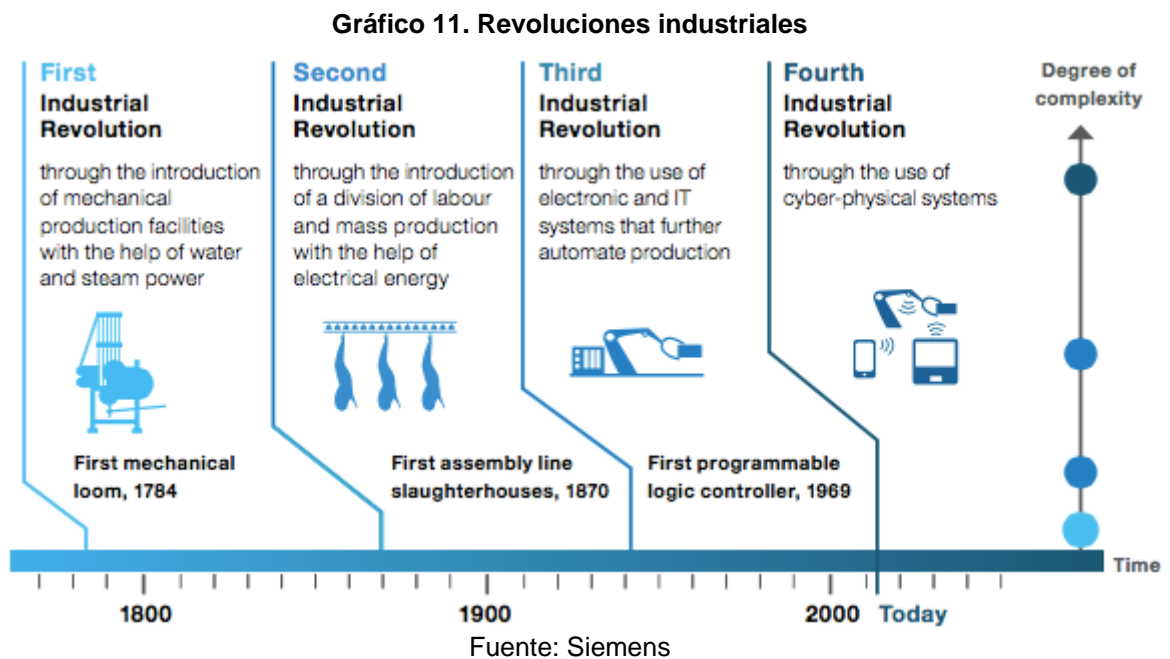 Gráfico 11. Revoluciones industriales
First
Industrial
Revolution
through the introduction
of mechanical
production facilities
with the help of water
and steam power
First mechanical
loom, 1784
Second
Industrial
Revolution
through the introduction
of a division of labour
and mass production
with the help of
electrical energy
First assembly line
slaughterhouses, 1870
Third
Industrial
Revolution
through the use of
electronic and IT
systems that further
automate production
First programmable
logic controller, 1969
Fourth
Industrial
Revolution
through the use of
cyber-physical systems
Degree of
complexity
Time
1800
1900
2000
Today
Fuente: Siemens